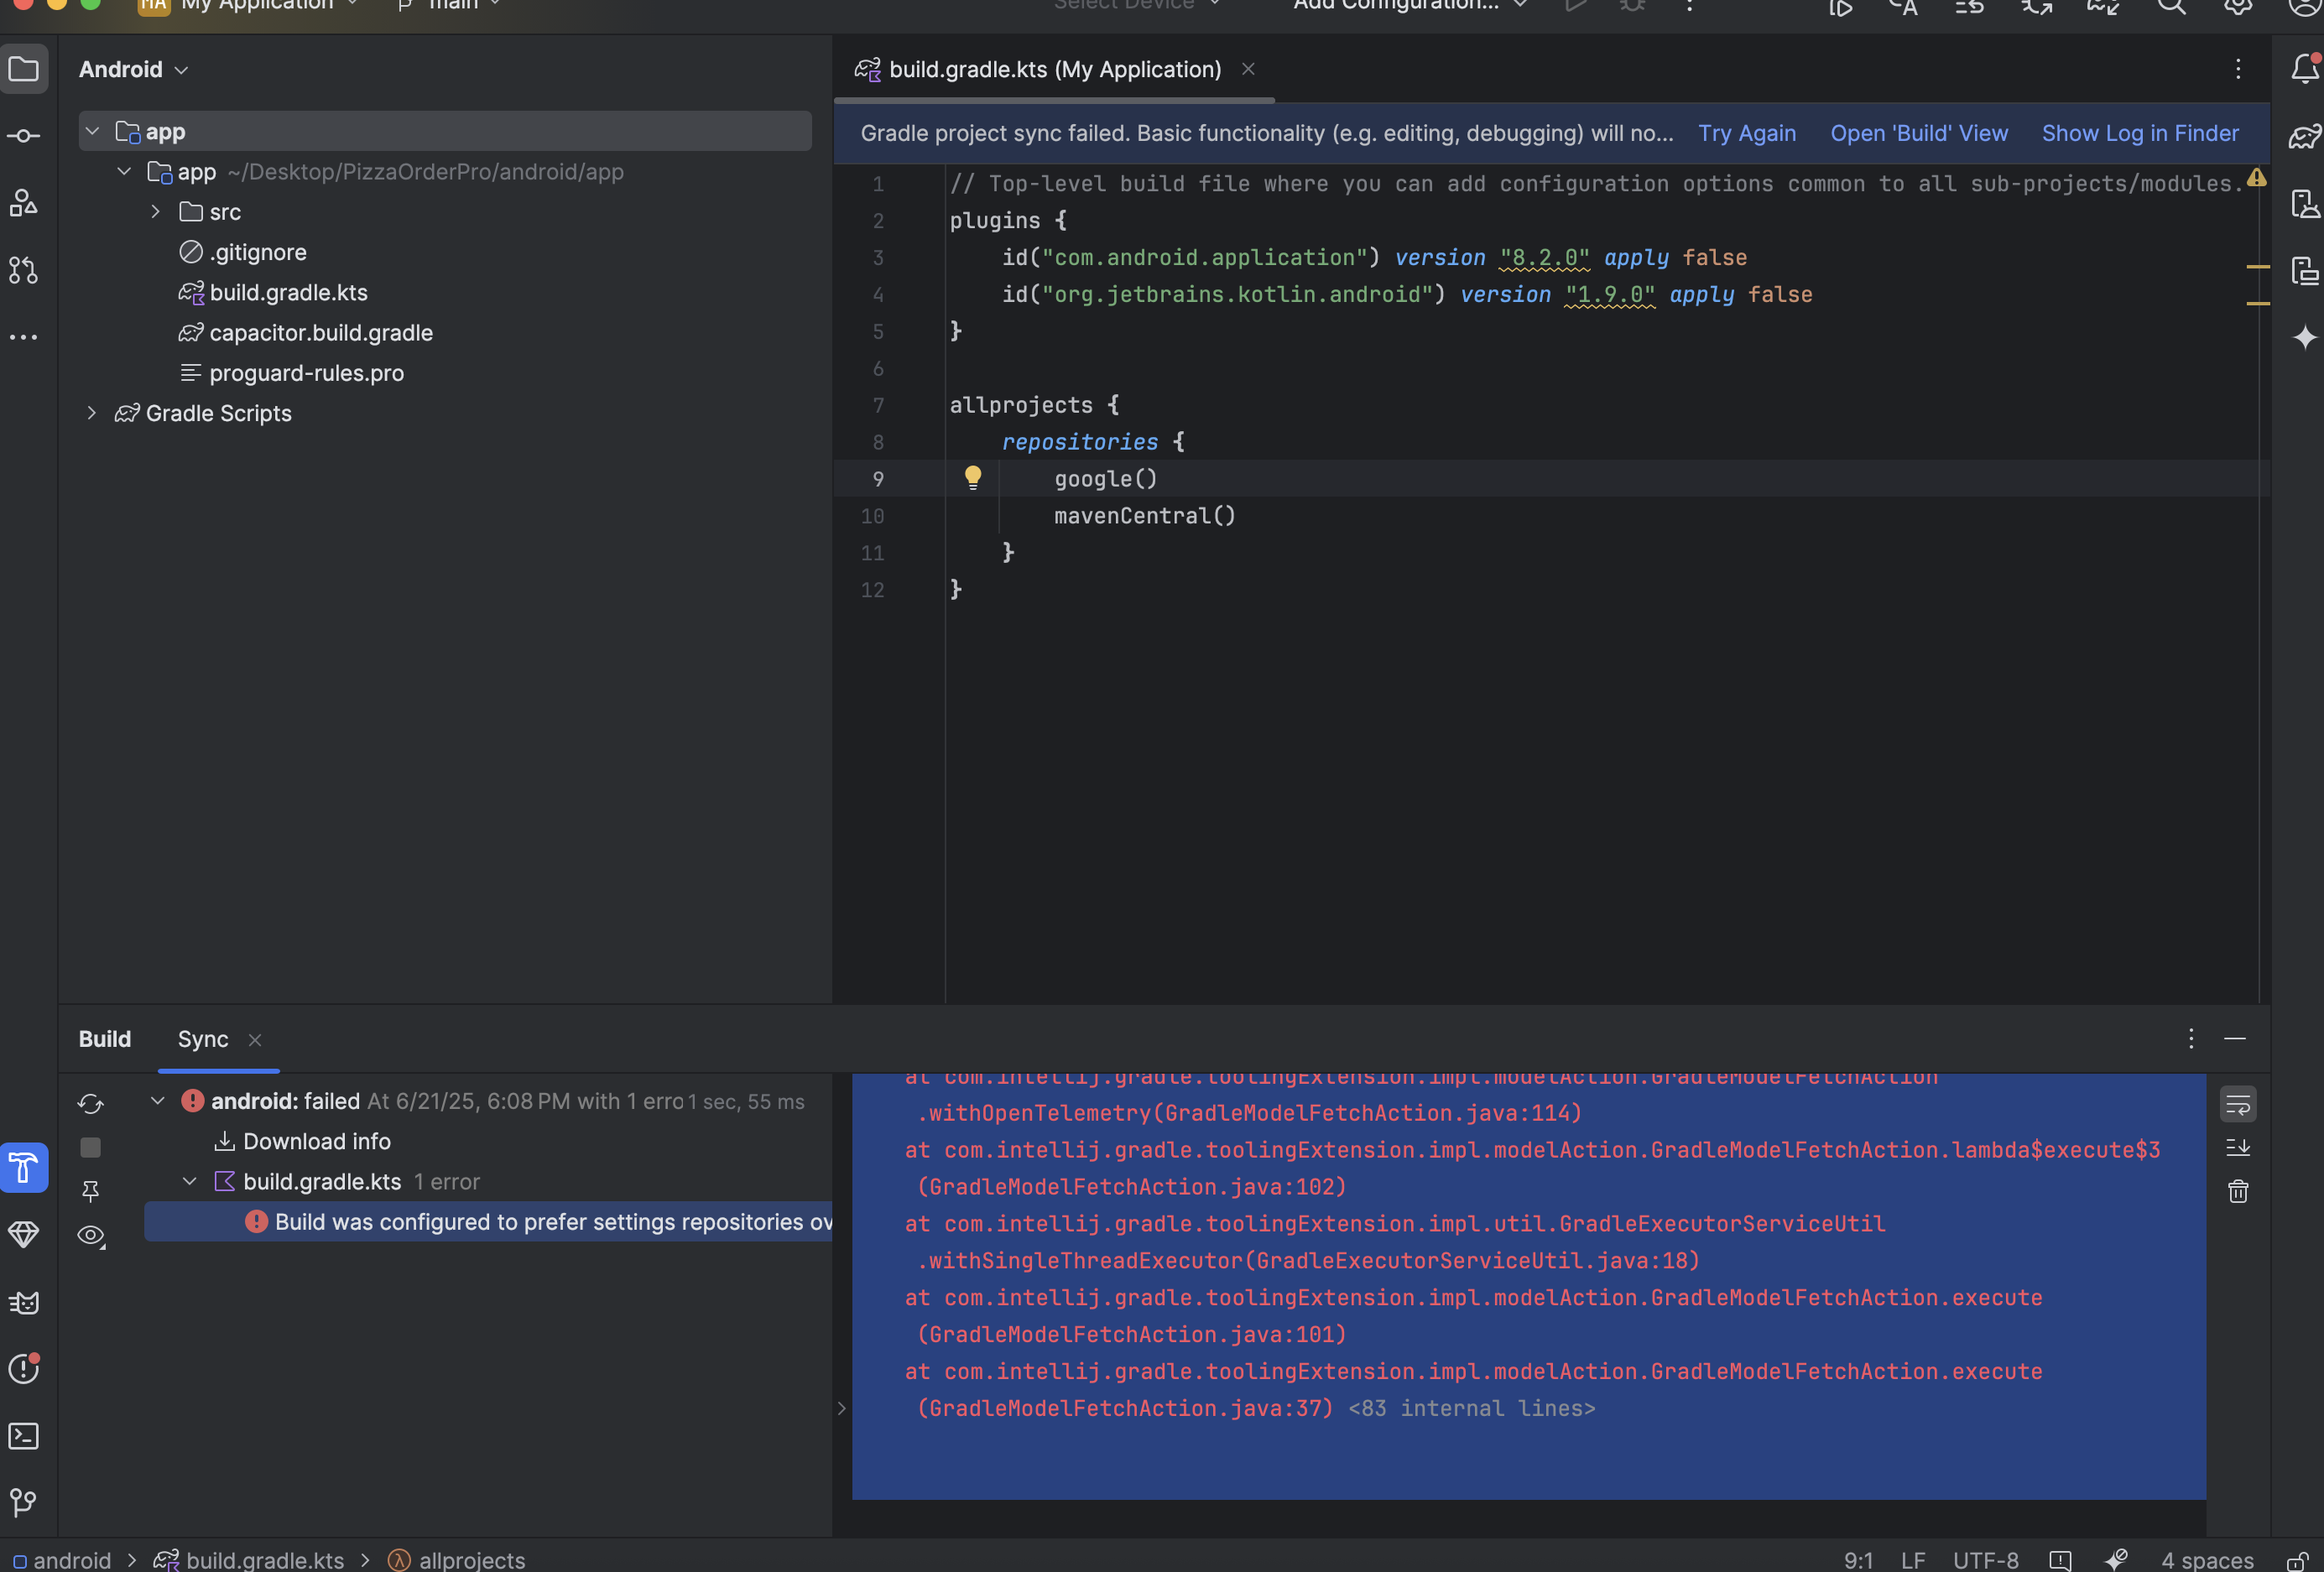 MA My Application main Select Device Add Configuration...
Android
build.gradle.kts (My Application)
app
app ~/Desktop/PizzaOrderPro/android/app
src
.gitignore
build.gradle.kts
capacitor.build.gradle
proguard-rules.pro
Gradle Scripts
Gradle project sync failed. Basic functionality (e.g. editing, debugging) will no... Try Again Open 'Build' View Show Log in Finder
1 // Top-level build file where you can add configuration options common to all sub-projects/modules.
2 plugins {
3 id("com.android.application") version "8.2.0" apply false
4 id("org.jetbrains.kotlin.android") version "1.9.0" apply false
5 }
6
7 allprojects {
8 repositories {
9 google()
10 mavenCentral()
11 }
12 }
Build Sync
android: failed At 6/21/25, 6:08 PM with 1 erro 1 sec, 55 ms
Download info
build.gradle.kts 1 error
Build was configured to prefer settings repositories ov
at com.intellij.gradle.toolingExtension.impl.modelAction.GradleModelFetchAction
.withOpenTelemetry(GradleModelFetchAction.java:114)
at com.intellij.gradle.toolingExtension.impl.modelAction.GradleModelFetchAction.lambda$execute$3
(GradleModelFetchAction.java:102)
at com.intellij.gradle.toolingExtension.impl.util.GradleExecutorServiceUtil
.withSingleThreadExecutor(GradleExecutorServiceUtil.java:18)
at com.intellij.gradle.toolingExtension.impl.modelAction.GradleModelFetchAction.execute
(GradleModelFetchAction.java:101)
at com.intellij.gradle.toolingExtension.impl.modelAction.GradleModelFetchAction.execute
(GradleModelFetchAction.java:37) <83 internal lines>
android > build.gradle.kts > allprojects
9:1 LF UTF-8 4 spaces